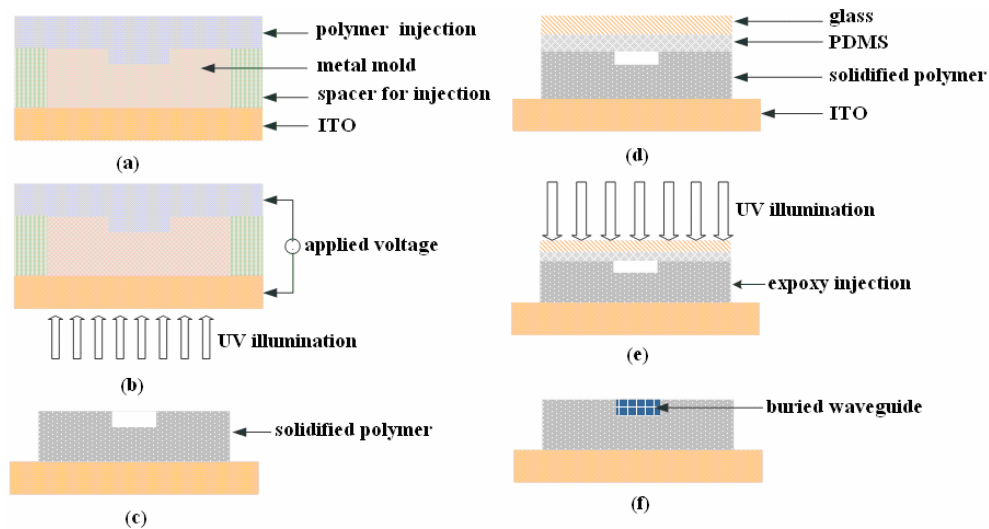 polymer injection
metal mold
spacer for injection
ITO
(a)
applied voltage
UV illumination
(b)
solidified polymer
(c)
glass
PDMS
solidified polymer
ITO
(d)
UV illumination
expoxy injection
(e)
buried waveguide
(f)